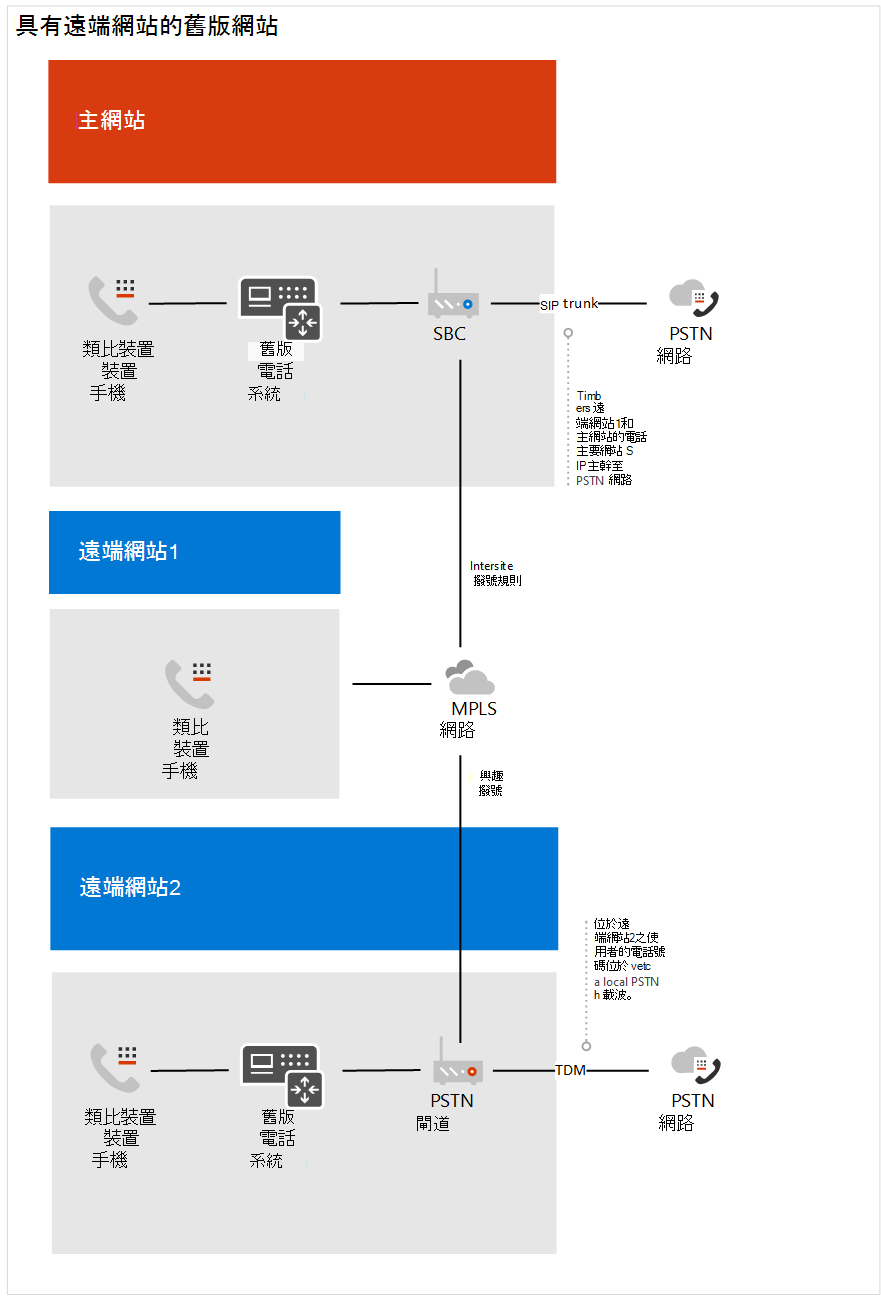 具有遠端網站的舊版網站
主網站
類比裝置
裝置
手機
舊版
電話
系統
SBC
SIP trunk
PSTN
網路
Timb
ers 遠
端網站1和
主網站的電話
主要網站 S
IP主幹至
PSTN 網路
遠端網站1
Intersite
撥號規則
類比
裝置
手機
MPLS
網路
興趣
撥號
遠端網站2
位於遠
端網站2之使
用者的電話號
碼位於 vetc
a local PSTN
h 載波。
類比裝置
裝置
手機
舊版
電話
系統
PSTN
閘道
TDM
PSTN
網路